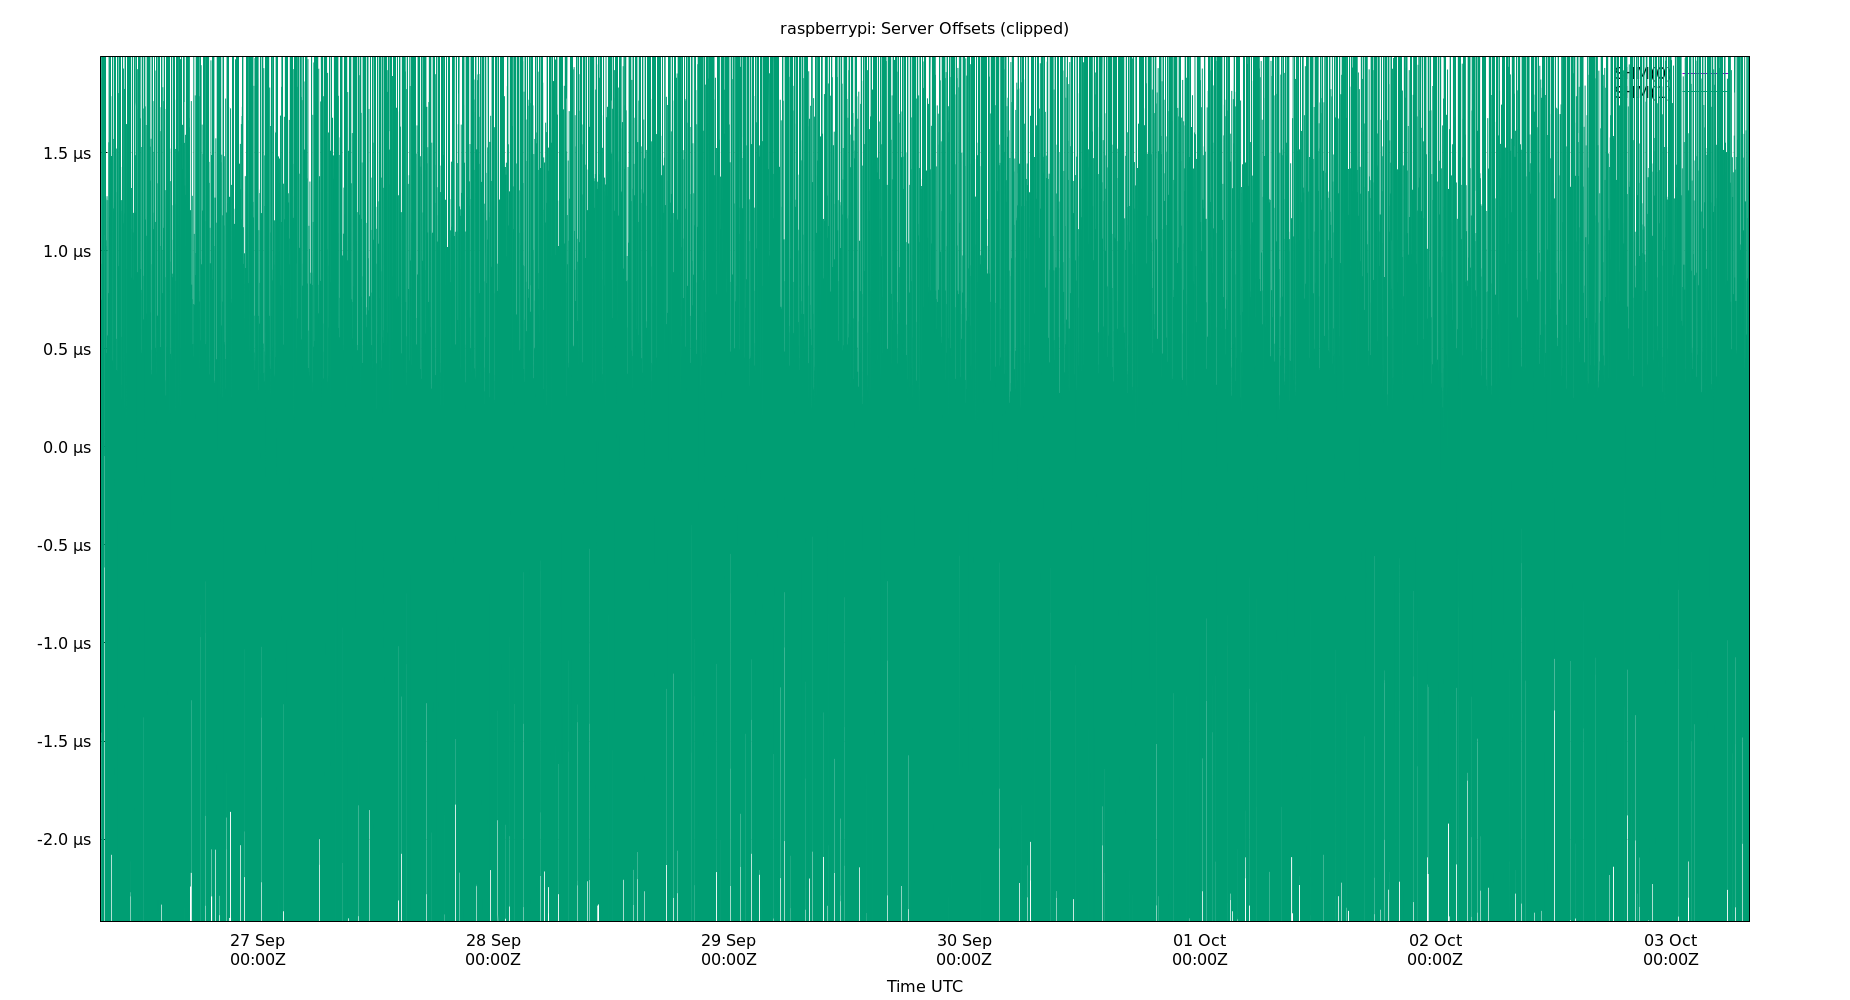 raspberrypi: Server Offsets (clipped)
1.5 µs
1.0 µs
0.5 µs
0.0 µs
-0.5 µs
-1.0 µs
-1.5 µs
-2.0 µs
27 Sep 28 Sep 29 Sep 30 Sep 01 Oct 02 Oct 03 Oct
00:00Z 00:00Z 00:00Z 00:00Z 00:00Z 00:00Z 00:00Z
Time UTC